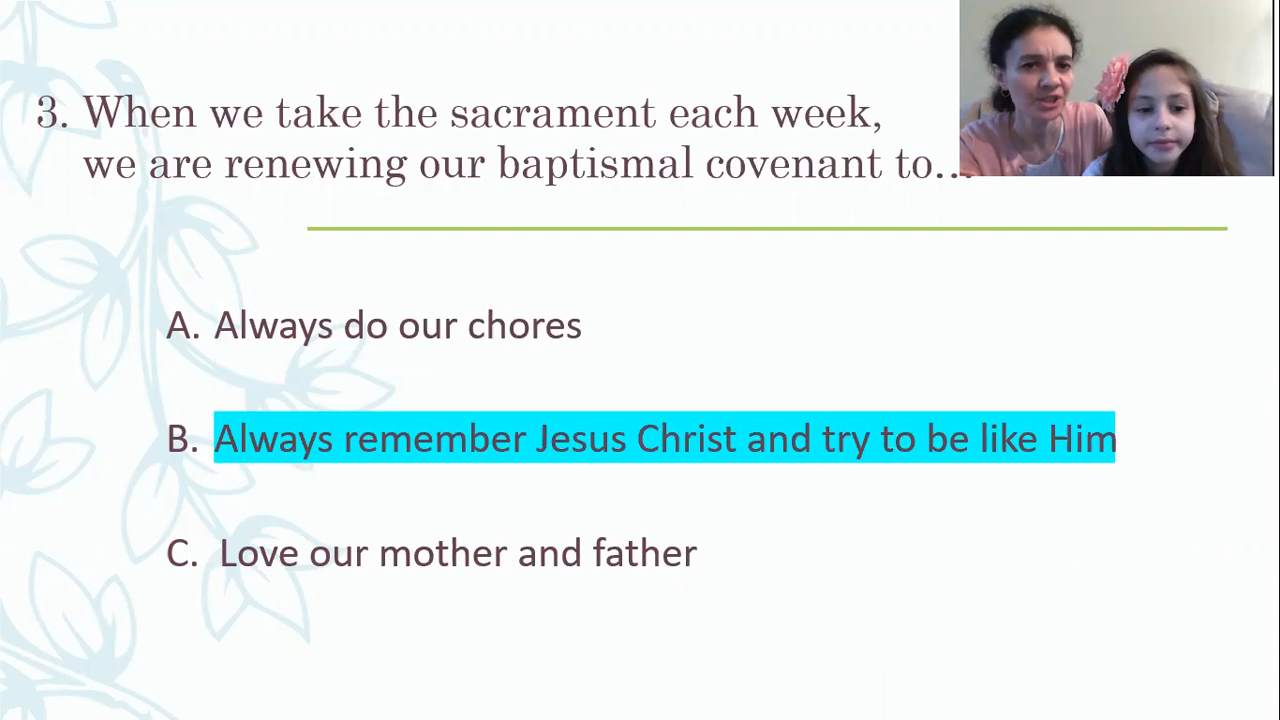 3. When we take the sacrament each week,
we are renewing our baptismal covenant to...
A. Always do our chores
B. Always remember Jesus Christ and try to be like Him
C. Love our mother and father